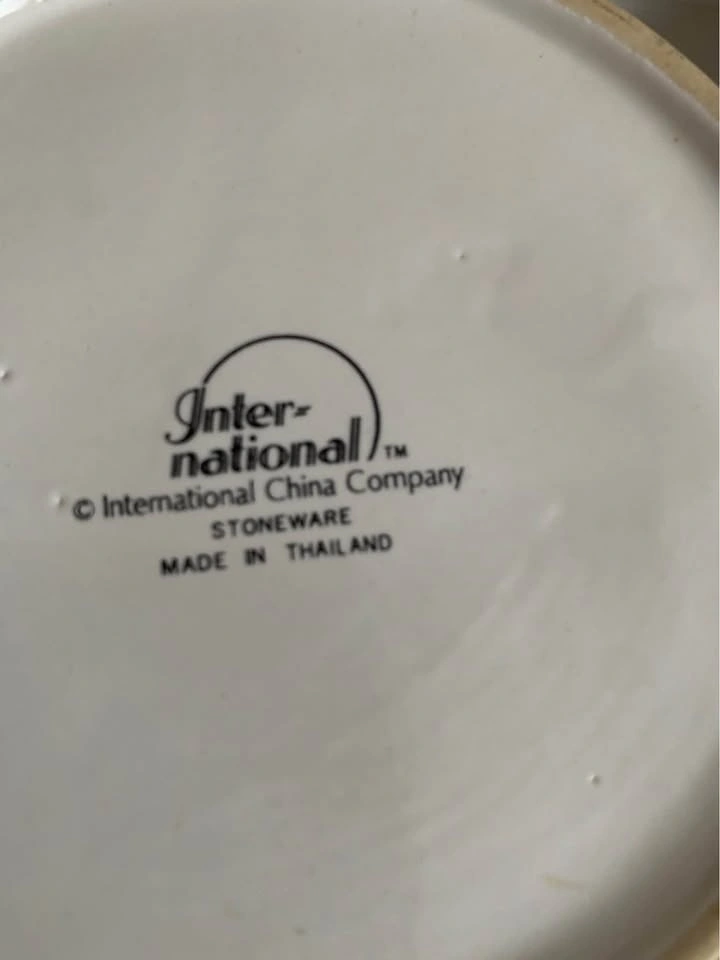 Inter-
national TM
© International China Company
STONEWARE
MADE IN THAILAND